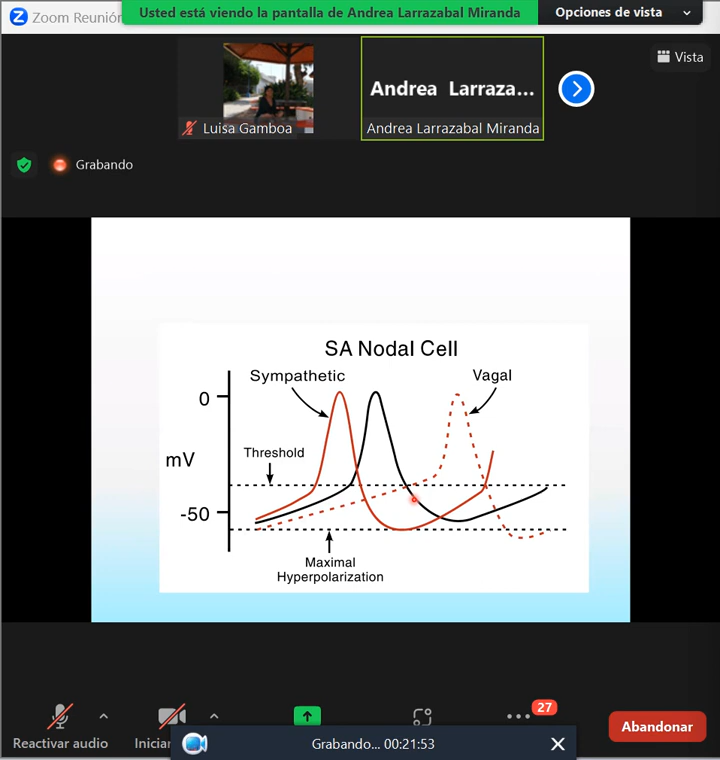 Zoom Reunión
Usted está viendo la pantalla de Andrea Larrazabal Miranda
Opciones de vista
Vista
Luisa Gamboa
Andrea Larraza...
Andrea Larrazabal Miranda
Grabando
SA Nodal Cell
Sympathetic
Vagal
0
Threshold
mV
-50
Maximal
Hyperpolarization
27
Reactivar audio
Iniciar
Abandonar
Grabando... 00:21:53